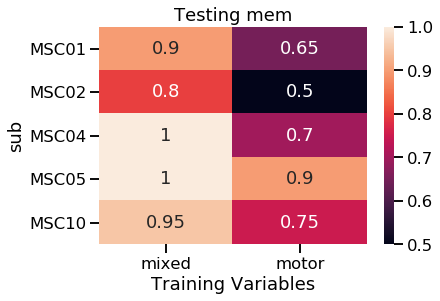 Testing mem
sub
MSC01 0.9 0.65
MSC02 0.8 0.5
MSC04 1 0.7
MSC05 1 0.9
MSC10 0.95 0.75
mixed motor
Training Variables
1.0
0.9
0.8
0.7
0.6
0.5